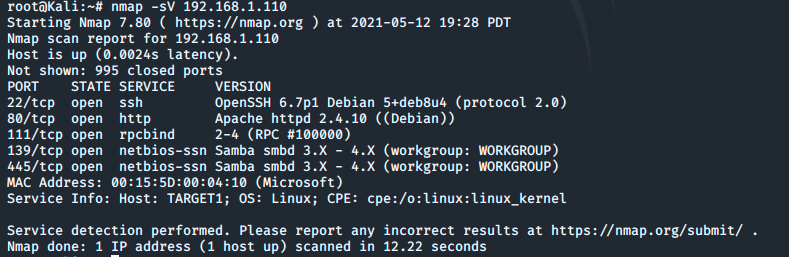 root@Kali:~# nmap -sV 192.168.1.110
Starting Nmap 7.80 ( https://nmap.org ) at 2021-05-12 19:28 PDT
Nmap scan report for 192.168.1.110
Host is up (0.0024s latency).
Not shown: 995 closed ports
PORT    STATE SERVICE     VERSION
22/tcp  open  ssh         OpenSSH 6.7p1 Debian 5+deb8u4 (protocol 2.0)
80/tcp  open  http        Apache httpd 2.4.10 ((Debian))
111/tcp open  rpcbind     2-4 (RPC #100000)
139/tcp open  netbios-ssn Samba smbd 3.X - 4.X (workgroup: WORKGROUP)
445/tcp open  netbios-ssn Samba smbd 3.X - 4.X (workgroup: WORKGROUP)
MAC Address: 00:15:5D:00:04:10 (Microsoft)
Service Info: Host: TARGET1; OS: Linux; CPE: cpe:/o:linux:linux_kernel

Service detection performed. Please report any incorrect results at https://nmap.org/submit/ .
Nmap done: 1 IP address (1 host up) scanned in 12.22 seconds